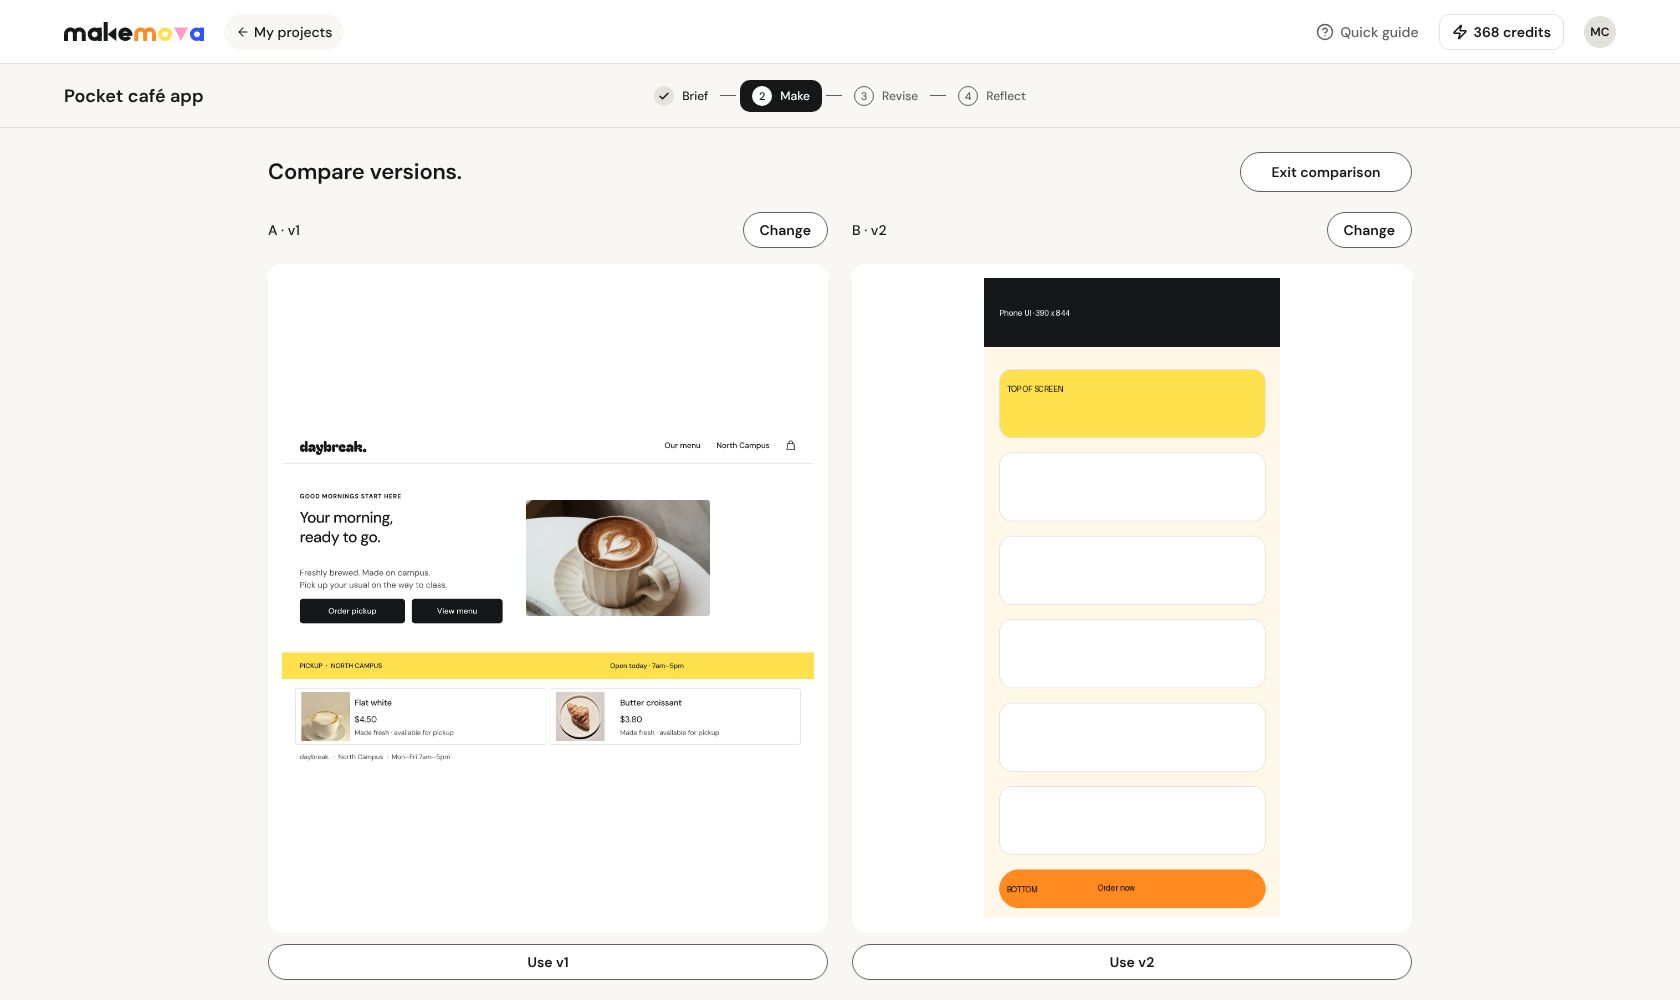 makemova
← My projects
Quick guide
368 credits
MC
Pocket café app
Brief
2 Make
3 Revise
4 Reflect
Compare versions.
Exit comparison
A · v1
Change
B · v2
Change
daybreak.
Our menu
North Campus
GOOD MORNINGS START HERE
Your morning,
ready to go.
Freshly brewed. Made on campus.
Pick up your usual on the way to class.
Order pickup
View menu
PICKUP · NORTH CAMPUS
Open today · 7am–5pm
Flat white
$4.50
Made fresh · available for pickup
Butter croissant
$3.80
Made fresh · available for pickup
daybreak. · North Campus · Mon–Fri 7am–5pm
Phone UI · 390 x 844
TOP OF SCREEN
BOTTOM
Order now
Use v1
Use v2